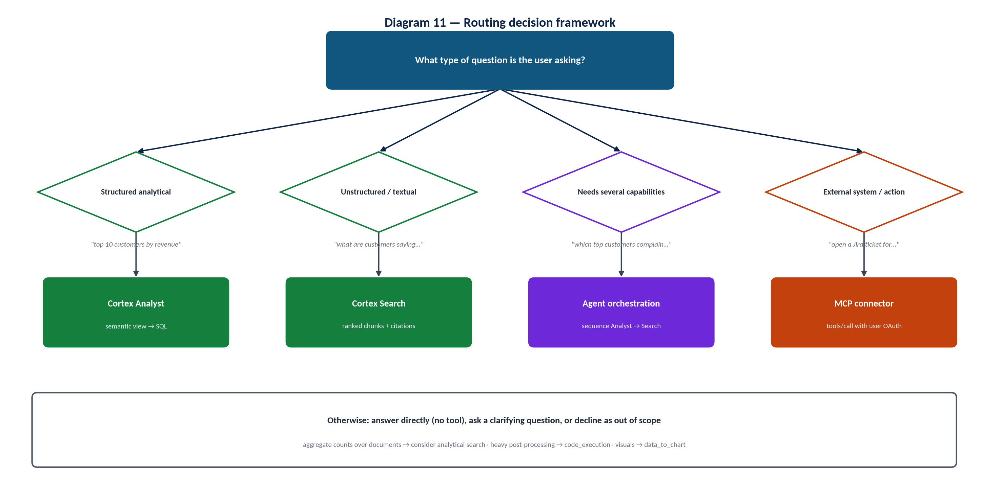 Diagram 11 — Routing decision framework
What type of question is the user asking?
Structured analytical
Unstructured / textual
Needs several capabilities
External system / action
"top 10 customers by revenue"
"what are customers saying…"
"which top customers complain…"
"open a Jira ticket for…"
Cortex Analyst
semantic view → SQL
Cortex Search
ranked chunks + citations
Agent orchestration
sequence Analyst → Search
MCP connector
tools/call with user OAuth
Otherwise: answer directly (no tool), ask a clarifying question, or decline as out of scope
aggregate counts over documents → consider analytical search · heavy post-processing → code_execution · visuals → data_to_chart